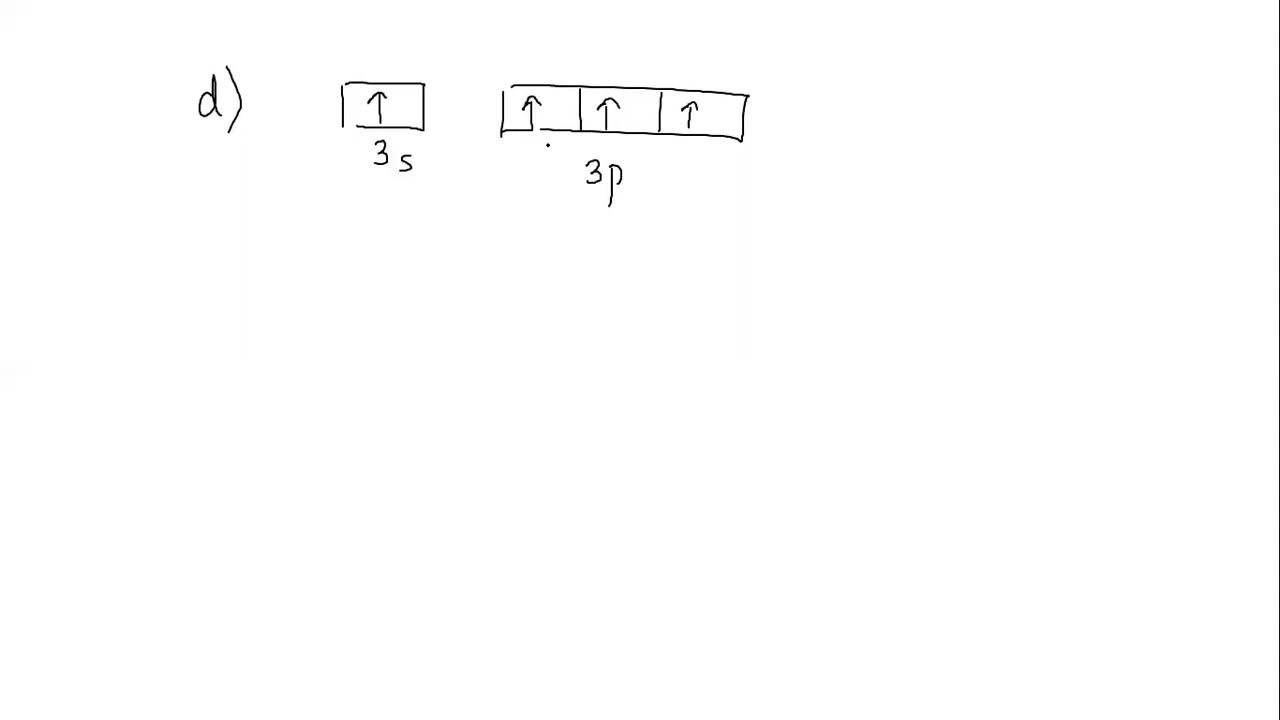 d) ↑ ↑ ↑ ↑
3s 3p